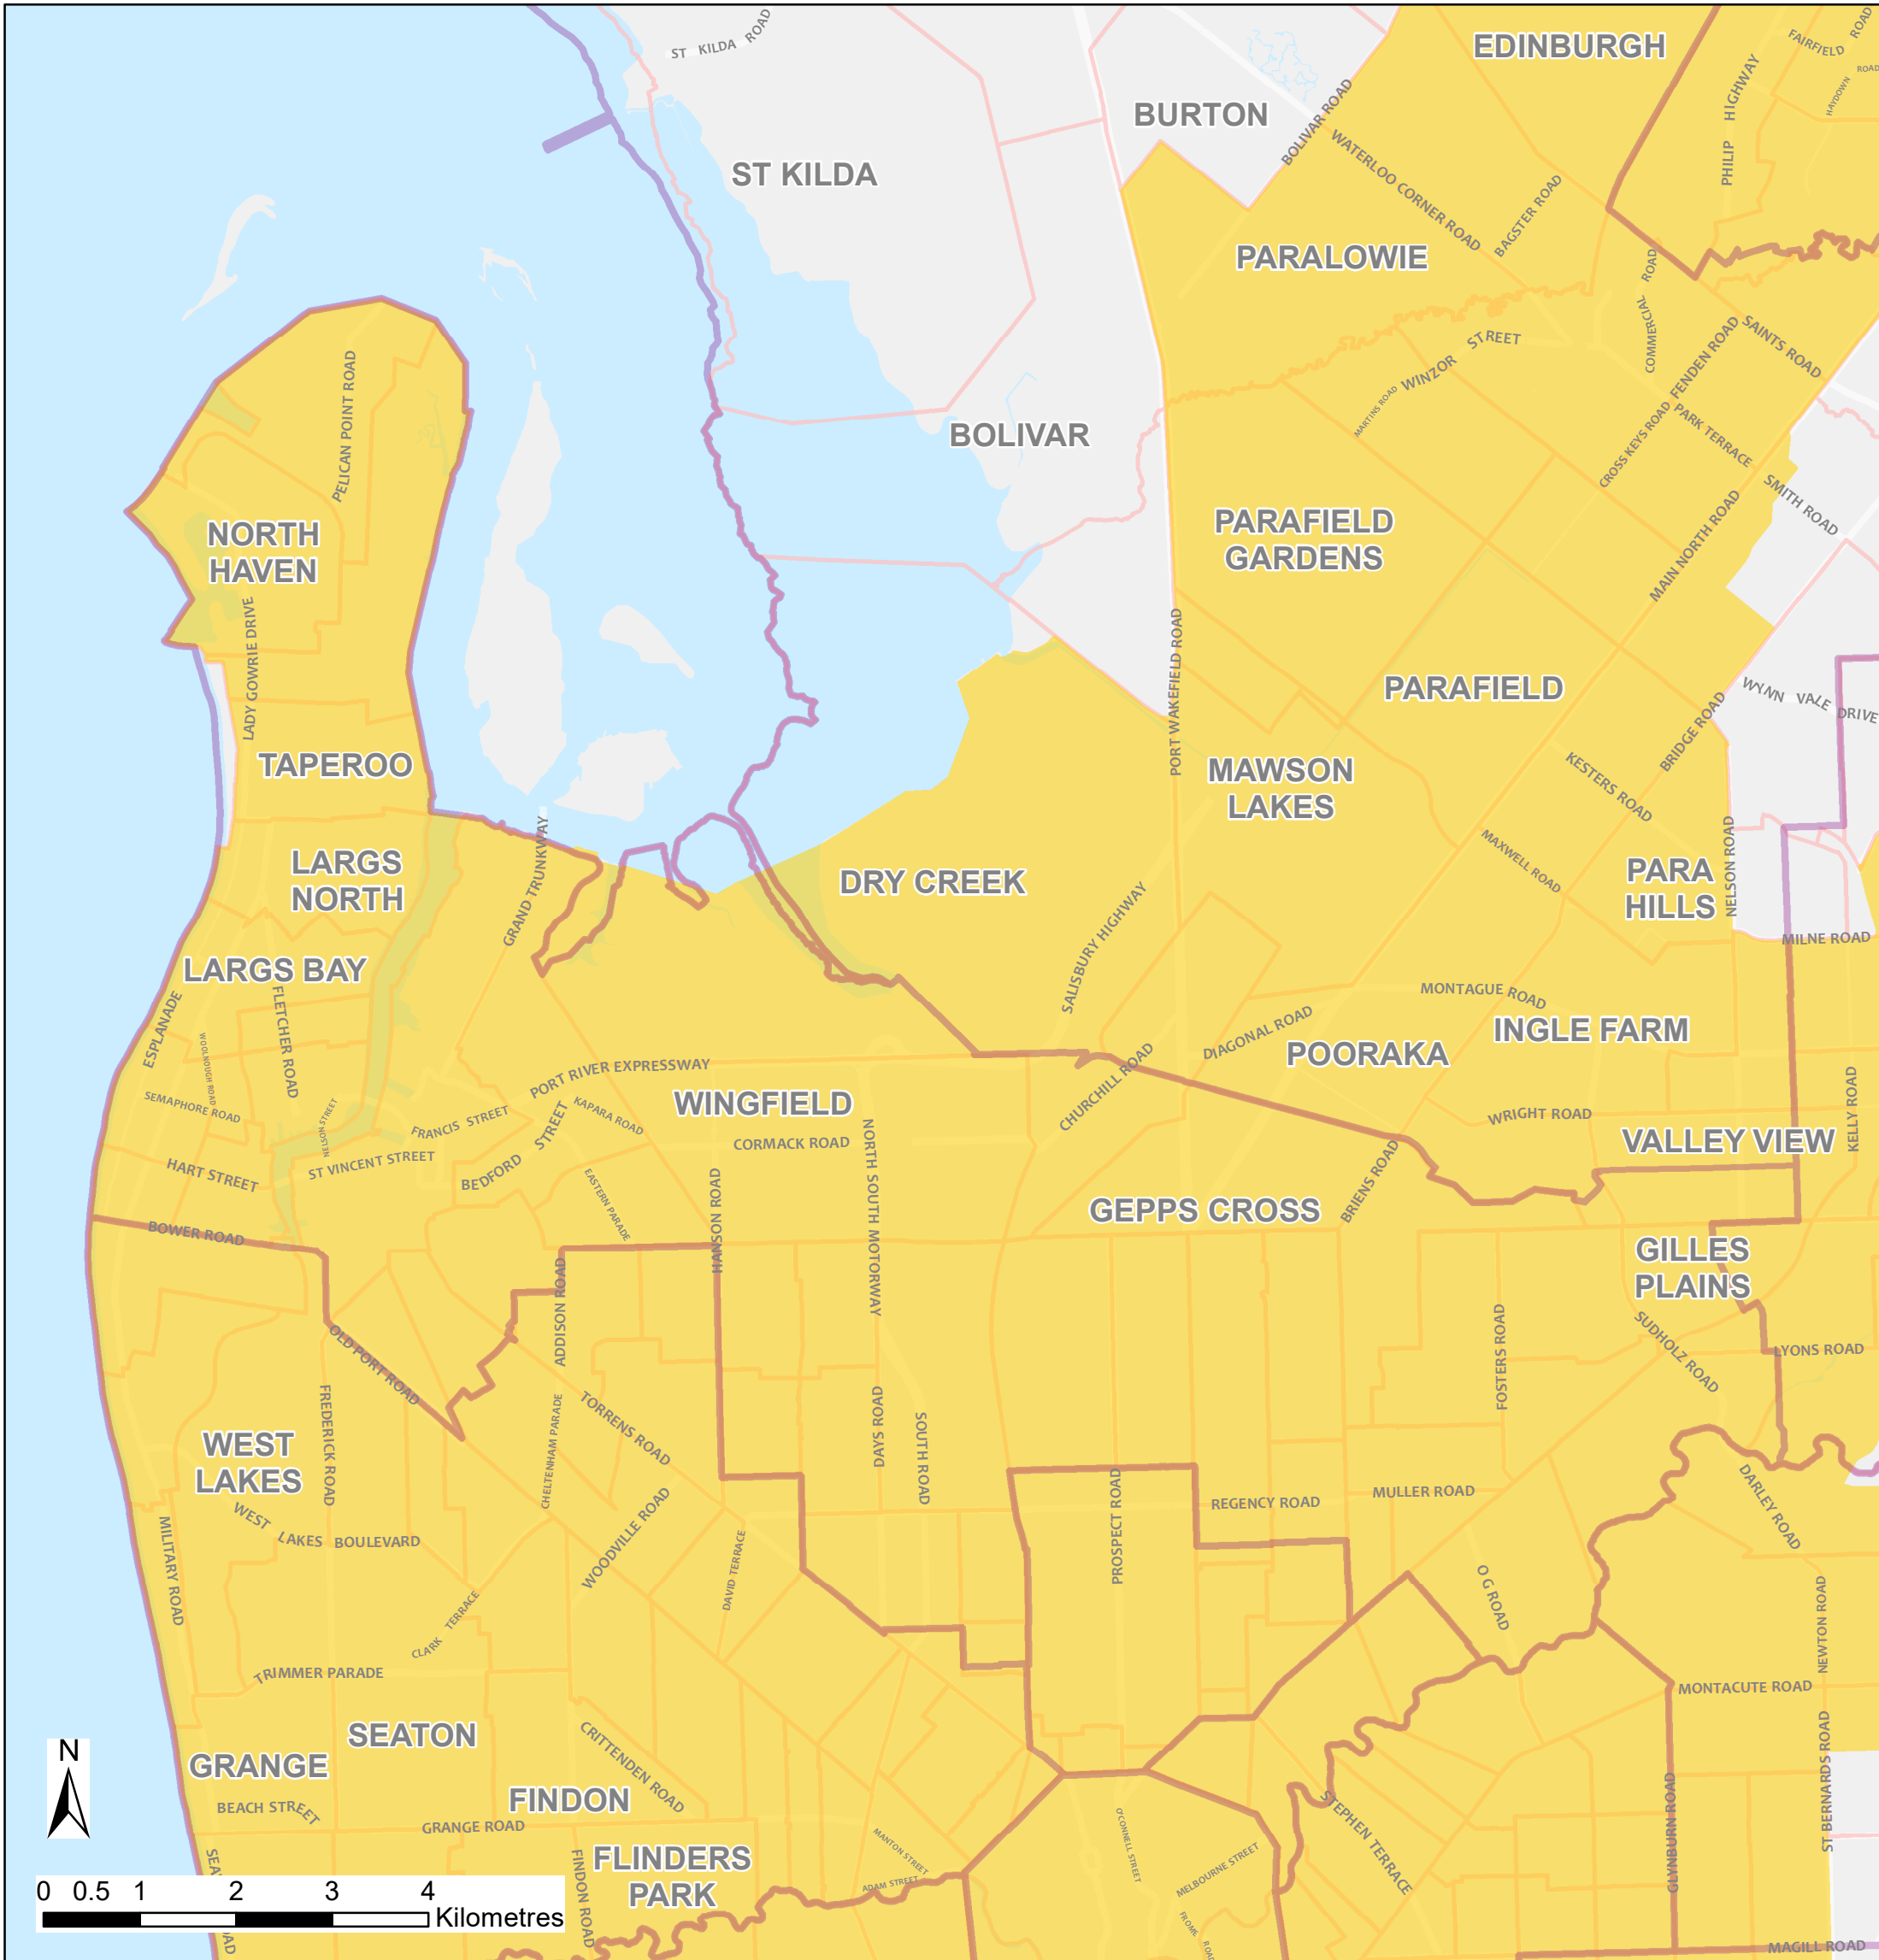 ST KILDA ROAD
EDINBURGH
FAIRFIELD ROAD
ROAD
HAYDOWN
PHILIP HIGHWAY
BURTON
BOLIVAR ROAD
WATERLOO CORNER ROAD
BAGSTER ROAD
ST KILDA
PARALOWIE
COMMERCIAL ROAD
SAINTS ROAD
WINZOR STREET
FENDEN ROAD
MARTINS ROAD
PELICAN POINT ROAD
CROSS KEYS ROAD
PARK TERRACE
BOLIVAR
SMITH ROAD
NORTH
HAVEN
PARAFIELD
GARDENS
MAIN NORTH ROAD
LADY GOWRIE DRIVE
PORT WAKEFIELD ROAD
PARAFIELD
WYNN VALE DRIVE
BRIDGE ROAD
TAPEROO
MAWSON
LAKES
KESTERS ROAD
LARGS
NORTH
GRAND TRUNKWAY
DRY CREEK
MAXWELL ROAD
PARA
HILLS
NELSON ROAD
SALISBURY HIGHWAY
MILNE ROAD
LARGS BAY
ESPLANADE
FLETCHER ROAD
MONTAGUE ROAD
DIAGONAL ROAD
INGLE FARM
POORAKA
WOOLNOUGH ROAD
SEMAPHORE ROAD
NELSON STREET
PORT RIVER EXPRESSWAY
FRANCIS STREET
KAPARA ROAD
WINGFIELD
CHURCHILL ROAD
WRIGHT ROAD
KELLY ROAD
CORMACK ROAD
VALLEY VIEW
HART STREET
ST VINCENT STREET
BEDFORD STREET
EASTERN PARADE
HANSON ROAD
NORTH SOUTH MOTORWAY
GEPPS CROSS
BRIENS ROAD
BOWER ROAD
GILLES
PLAINS
ADDISON ROAD
OLD PORT ROAD
FOSTERS ROAD
SUDHOLZ ROAD
LYONS ROAD
FREDERICK ROAD
CHELTENHAM PARADE
TORRENS ROAD
DAYS ROAD
SOUTH ROAD
WEST
LAKES
WEST LAKES BOULEVARD
MILITARY ROAD
WOODVILLE ROAD
DAVID TERRACE
PROSPECT ROAD
REGENCY ROAD
MULLER ROAD
DARLEY ROAD
O G ROAD
NEWTON ROAD
CLARK TERRACE
TRIMMER PARADE
MONTACUTE ROAD
SEATON
GRANGE
CRITTENDEN ROAD
FINDON
BEACH STREET
GRANGE ROAD
ST BERNARDS ROAD
GLYNBURN ROAD
O'CONNELL STREET
STEPHEN TERRACE
MANTON STREET
MELBOURNE STREET
FLINDERS
PARK
ADAM STREET
FINDON ROAD
FROME ROAD
MAGILL ROAD
N
0 0.5 1 2 3 4
Kilometres